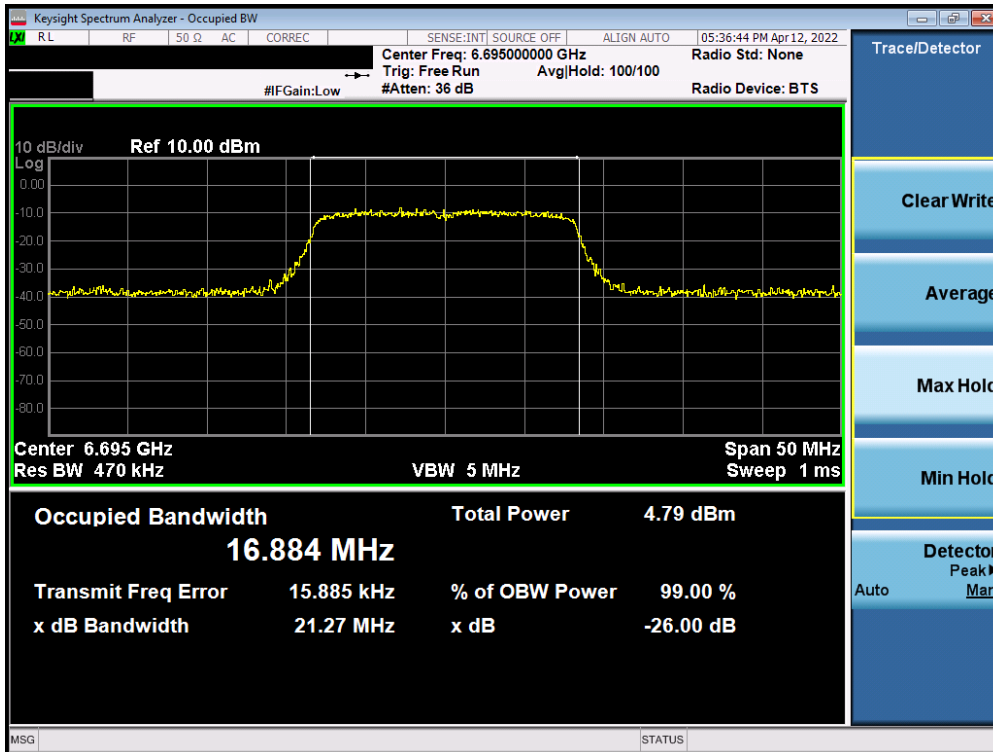 Keysight Spectrum Analyzer - Occupied BW
LXI RL RF 50 Ω AC CORREC SENSE:INT SOURCE OFF ALIGN AUTO 05:36:44 PM Apr 12, 2022
Center Freq: 6.695000000 GHz Radio Std: None
Trig: Free Run Avg|Hold: 100/100
#IFGain:Low #Atten: 36 dB Radio Device: BTS
Trace/Detector
10 dB/div Ref 10.00 dBm
Log
0.00
-10.0
-20.0
-30.0
-40.0
-50.0
-60.0
-70.0
-80.0
Center 6.695 GHz Span 50 MHz
Res BW 470 kHz VBW 5 MHz Sweep 1 ms
Occupied Bandwidth Total Power 4.79 dBm
16.884 MHz
Transmit Freq Error 15.885 kHz % of OBW Power 99.00 %
x dB Bandwidth 21.27 MHz x dB -26.00 dB
Clear Write
Average
Max Hold
Min Hold
Detector
Peak
Auto Man
MSG STATUS